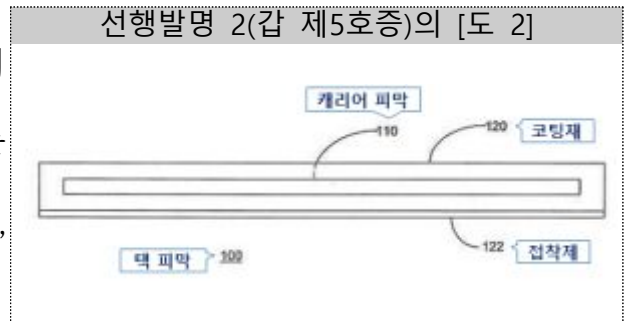 선행발명 2(갑 제5호증)의 [도 2]
캐리어 피막
110
120 코팅재
122 접착제
택 피막 100